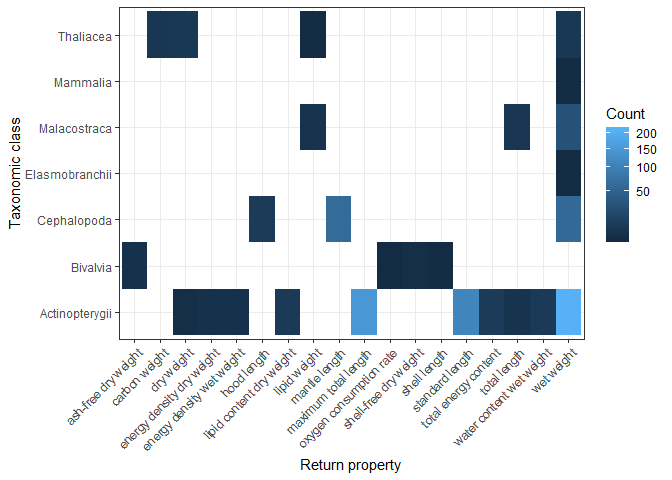 Thaliacea
Mammalia
Malacostraca
Elasmobranchii
Cephalopoda
Bivalvia
Actinopterygii
Taxonomic class
ash-free dry weight
carbon weight
dry weight
energy density dry weight
energy density wet weight
hood length
lipid content dry weight
lipid weight
mantle length
maximum total length
oxygen consumption rate
shell-free dry weight
shell length
standard length
total energy content
total length
water content wet weight
wet weight
Return property
Count
200
150
100
50